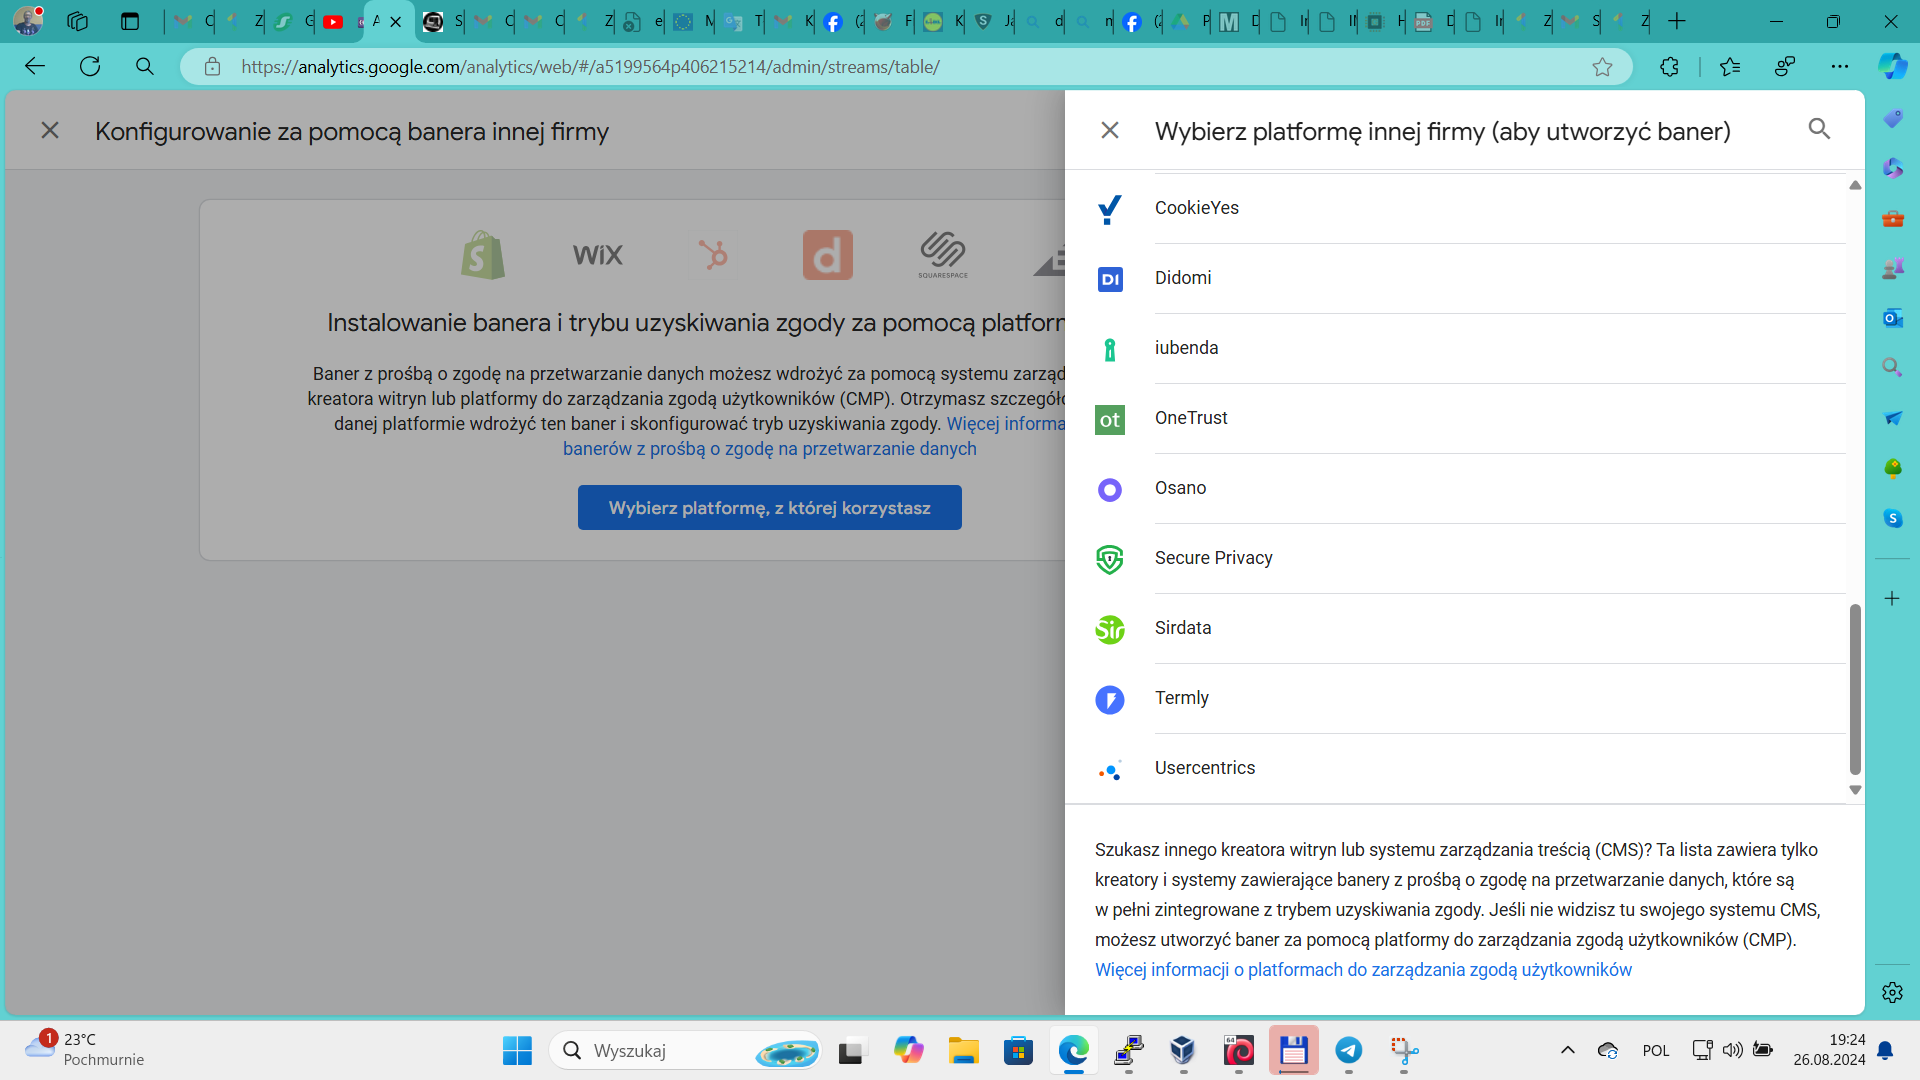 https://analytics.google.com/analytics/web/#/a5199564p406215214/admin/streams/table/
Konfigurowanie za pomocą banera innej firmy
WiX
SQUARESPACE
Instalowanie banera i trybu uzyskiwania zgody za pomocą
Baner z prośbą o zgodę na przetwarzanie danych możesz wdrożyć za pomocą systemu
kreatora witryn lub platformy do zarządzania zgodą użytkowników (CMP). Otrzymasz
danej platformie wdrożyć ten baner i skonfigurować tryb uzyskiwania zgody. Więcej
banerów z prośbą o zgodę na przetwarzanie danych
Wybierz platformę, z której korzystasz
Wybierz platformę innej firmy (aby utworzyć baner)
CookieYes
DI
Didomi
iubenda
ot
OneTrust
Osano
Secure Privacy
Sir
Sirdata
Termly
Usercentrics
Szukasz innego kreatora witryn lub systemu zarządzania treścią (CMS)? Ta lista zawiera tylko
kreatory i systemy zawierające banery z prośbą o zgodę na przetwarzanie danych, które są
w pełni zintegrowane z trybem uzyskiwania zgody. Jeśli nie widzisz tu swojego systemu CMS,
możesz utworzyć baner za pomocą platformy do zarządzania zgodą użytkowników (CMP).
Więcej informacji o platformach do zarządzania zgodą użytkowników
1
23°C
Pochmurnie
Wyszukaj
64
POL
19:24
26.08.2024